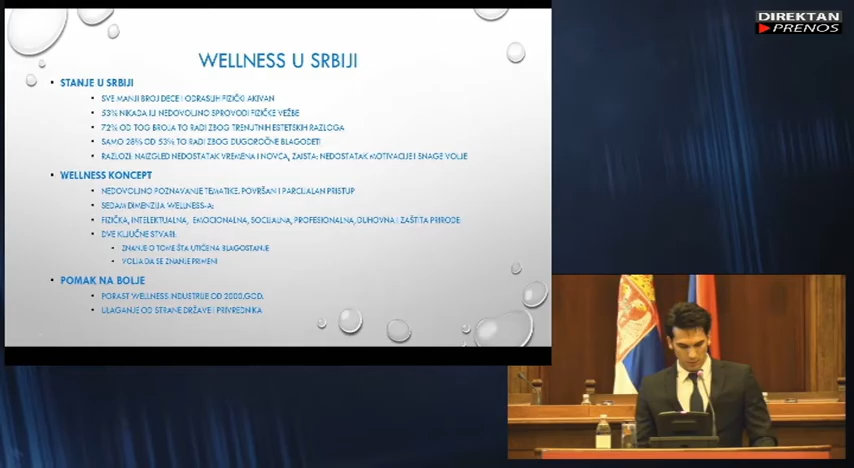 DIREKTAN
PRENOS
WELLNESS U SRBIJI
STANJE U SRBIJI
SVE MANJI BROJ DECE I ODRASLIH FIZIČKI AKIVAN
53% NIKADA ILI NEDOVOLJNO SPROVODI FIZIČKE VEŽBE
72% OD TOG BROJA TO RADI ZBOG TRENUTNIH ESTETSKIH RAZLOGA
SAMO 28% OD 53% TO RADI ZBOG DUGOROČNE BLAGODETI
RAZLOZI: NAIZGLED NEDOSTATAK VREMENA I NOVCA, ZAISTA: NEDOSTATAK MOTIVACIJE I SNAGE VOLJE
WELLNESS KONCEPT
NEDOVOLJNO POZNAVANJE TEMATIKE: POVRŠAN I PARCIJALAN PRISTUP
SEDAM DIMENZIJA WELLNESS-A:
FIZIČKA, INTELEKTUALNA, EMOCIONALNA, SOCIJALNA, PROFESIONALNA, DUHOVNA I ZAŠTITA PRIRODE
DVE KLJUČNE STVARI:
ZNANJE O TOME ŠTA UTIČE NA BLAGOSTANJE
VOLJA DA SE ZNANJE PRIMENI
POMAK NA BOLJE
PORAST WELLNESS INDUSTRIJE OD 2000.GOD.
ULAGANJE OD STRANE DRŽAVE I PRIVREDNIKA